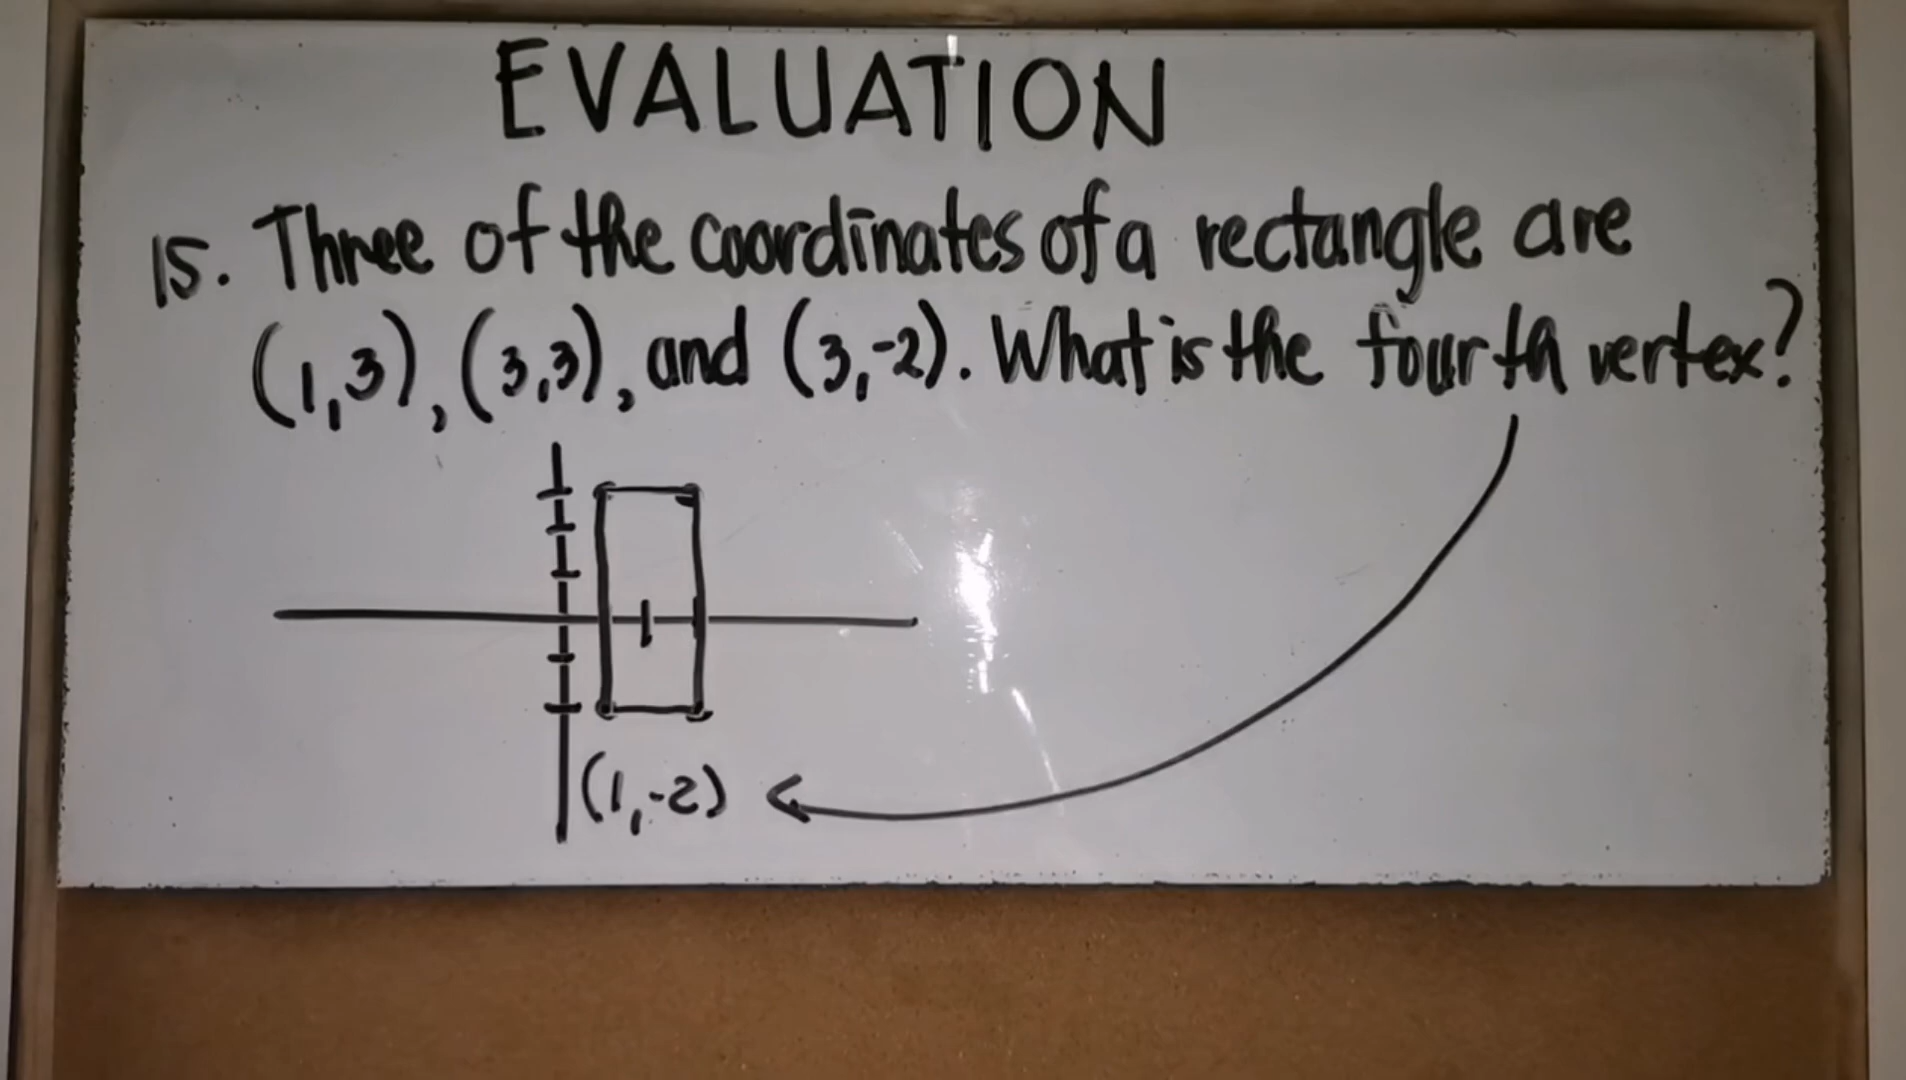 EVALUATION
15. Three of the coordinates of a rectangle are
(1,3), (3,3), and (3,-2). What is the fourth vertex?
(1,-2)